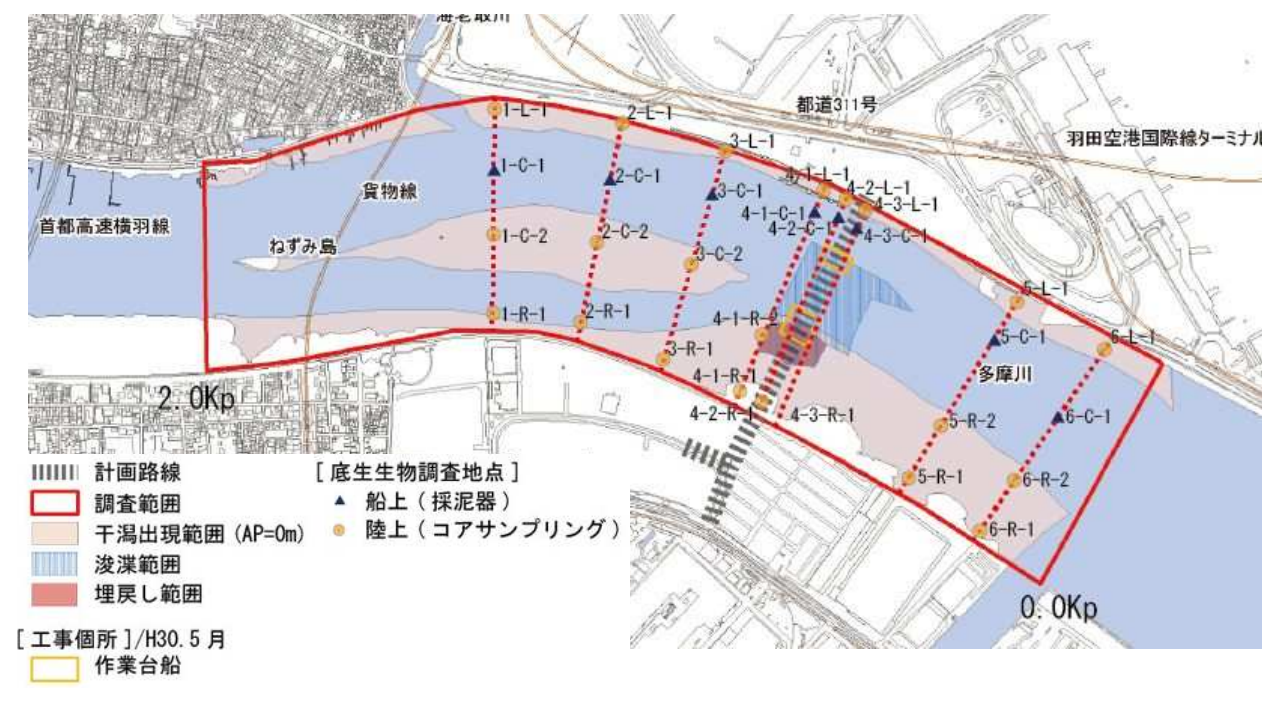 海老取川
都道311号
羽田空港国際線ターミナル
首都高速横羽線
貨物線
ねずみ島
多摩川
1-L-1
1-C-1
1-C-2
1-R-1
2-L-1
2-C-1
2-C-2
2-R-1
3-L-1
3-C-1
3-C-2
3-R-1
4-1-L-1
4-2-L-1
4-3-L-1
4-1-C-1
4-2-C-1
4-3-C-1
4-1-R-2
4-1-R-1
4-2-R-1
4-3-R-1
5-L-1
5-C-1
5-R-2
5-R-1
6-L-1
6-C-1
6-R-2
6-R-1
2.0Kp
0.0Kp
計画路線
調査範囲
干潟出現範囲 (AP=0m)
浚渫範囲
埋戻し範囲
[ 工事個所 ]/H30.5 月
作業台船
[ 底生生物調査地点 ]
船上 ( 採泥器 )
陸上 ( コアサンプリング )